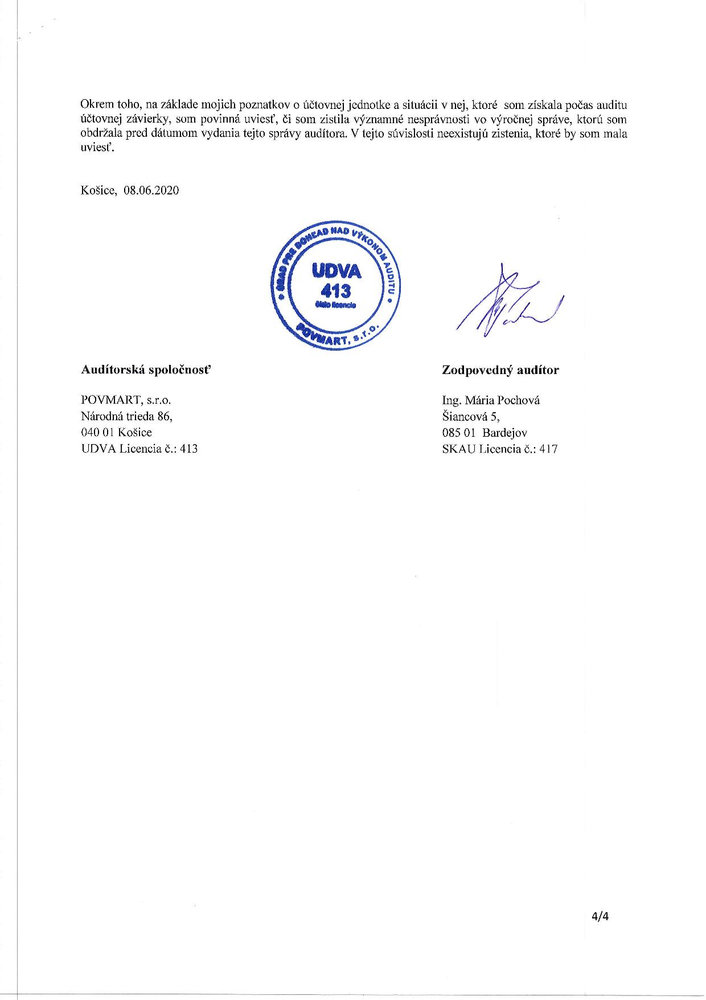 Okrem toho, na základe mojich poznatkov o účtovnej jednotke a situácii v nej, ktoré som získala počas auditu
účtovnej závierky, som povinná uviesť, či som zistila významné nesprávnosti vo výročnej správe, ktorú som
obdržala pred dátumom vydania tejto správy audítora. V tejto súvislosti neexistujú zistenia, ktoré by som mala
uviesť.
Košice, 08.06.2020
ÚRAD PRE DOHĽAD NAD VÝKONOM AUDITU
UDVA
413
číslo licencie
POVMART, s.r.o.
Audítorská spoločnosť
Zodpovedný audítor
POVMART, s.r.o.
Ing. Mária Pochová
Národná trieda 86,
Šiancová 5,
040 01 Košice
085 01 Bardejov
UDVA Licencia č.: 413
SKAU Licencia č.: 417
4/4